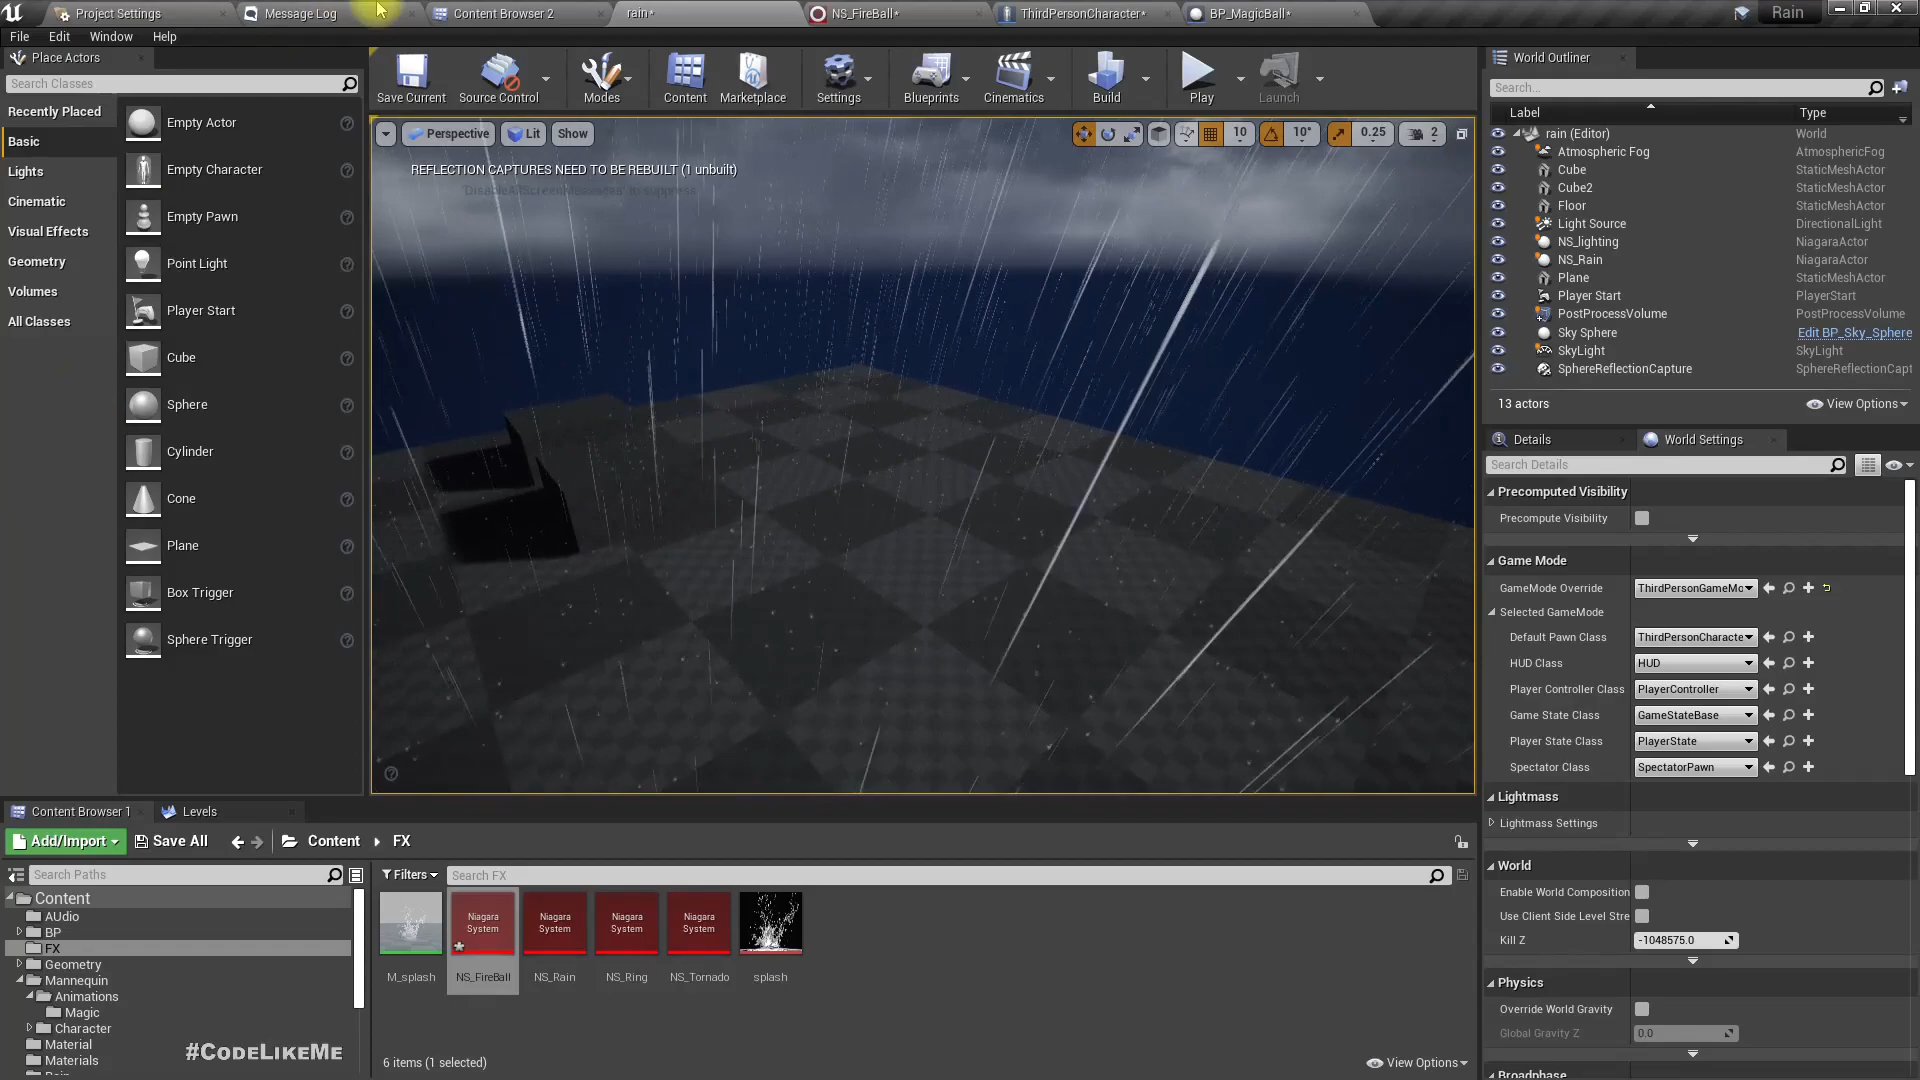 Project Settings
Message Log
Content Browser 2
rain*
NS_FireBall*
ThirdPersonCharacter*
BP_MagicBall*
Rain
File Edit Window Help
Place Actors
Search Classes
Recently Placed
Basic
Lights
Cinematic
Visual Effects
Geometry
Volumes
All Classes
Empty Actor
Empty Character
Empty Pawn
Point Light
Player Start
Cube
Sphere
Cylinder
Cone
Plane
Box Trigger
Sphere Trigger
Save Current
Source Control
Modes
Content
Marketplace
Settings
Blueprints
Cinematics
Build
Play
Launch
Perspective
Lit
Show
10
10°
0.25
2
REFLECTION CAPTURES NEED TO BE REBUILT (1 unbuilt)
'DisableAllScreenMessages' to suppress
World Outliner
Search...
Label Type
rain (Editor) World
Atmospheric Fog AtmosphericFog
Cube StaticMeshActor
Cube2 StaticMeshActor
Floor StaticMeshActor
Light Source DirectionalLight
NS_lighting NiagaraActor
NS_Rain NiagaraActor
Plane StaticMeshActor
Player Start PlayerStart
PostProcessVolume PostProcessVolume
Sky Sphere Edit BP_Sky_Sphere
SkyLight SkyLight
SphereReflectionCapture SphereReflectionCapt
13 actors
View Options
Details
World Settings
Search Details
Precomputed Visibility
Precompute Visibility
Game Mode
GameMode Override ThirdPersonGameMo
Selected GameMode
Default Pawn Class ThirdPersonCharacte
HUD Class HUD
Player Controller Class PlayerController
Game State Class GameStateBase
Player State Class PlayerState
Spectator Class SpectatorPawn
Lightmass
Lightmass Settings
World
Enable World Composition
Use Client Side Level Stre
Kill Z -1048575.0
Physics
Override World Gravity
Global Gravity Z 0.0
Broadphase
Content Browser 1
Levels
Add/Import
Save All
Content
FX
Search Paths
Filters
Search FX
Content
AUdio
BP
FX
Geometry
Mannequin
Animations
Magic
Character
Material
Materials
Niagara System
Niagara System
Niagara System
Niagara System
M_splash
NS_FireBall
NS_Rain
NS_Ring
NS_Tornado
splash
#CODELIKEME
6 items (1 selected)
View Options